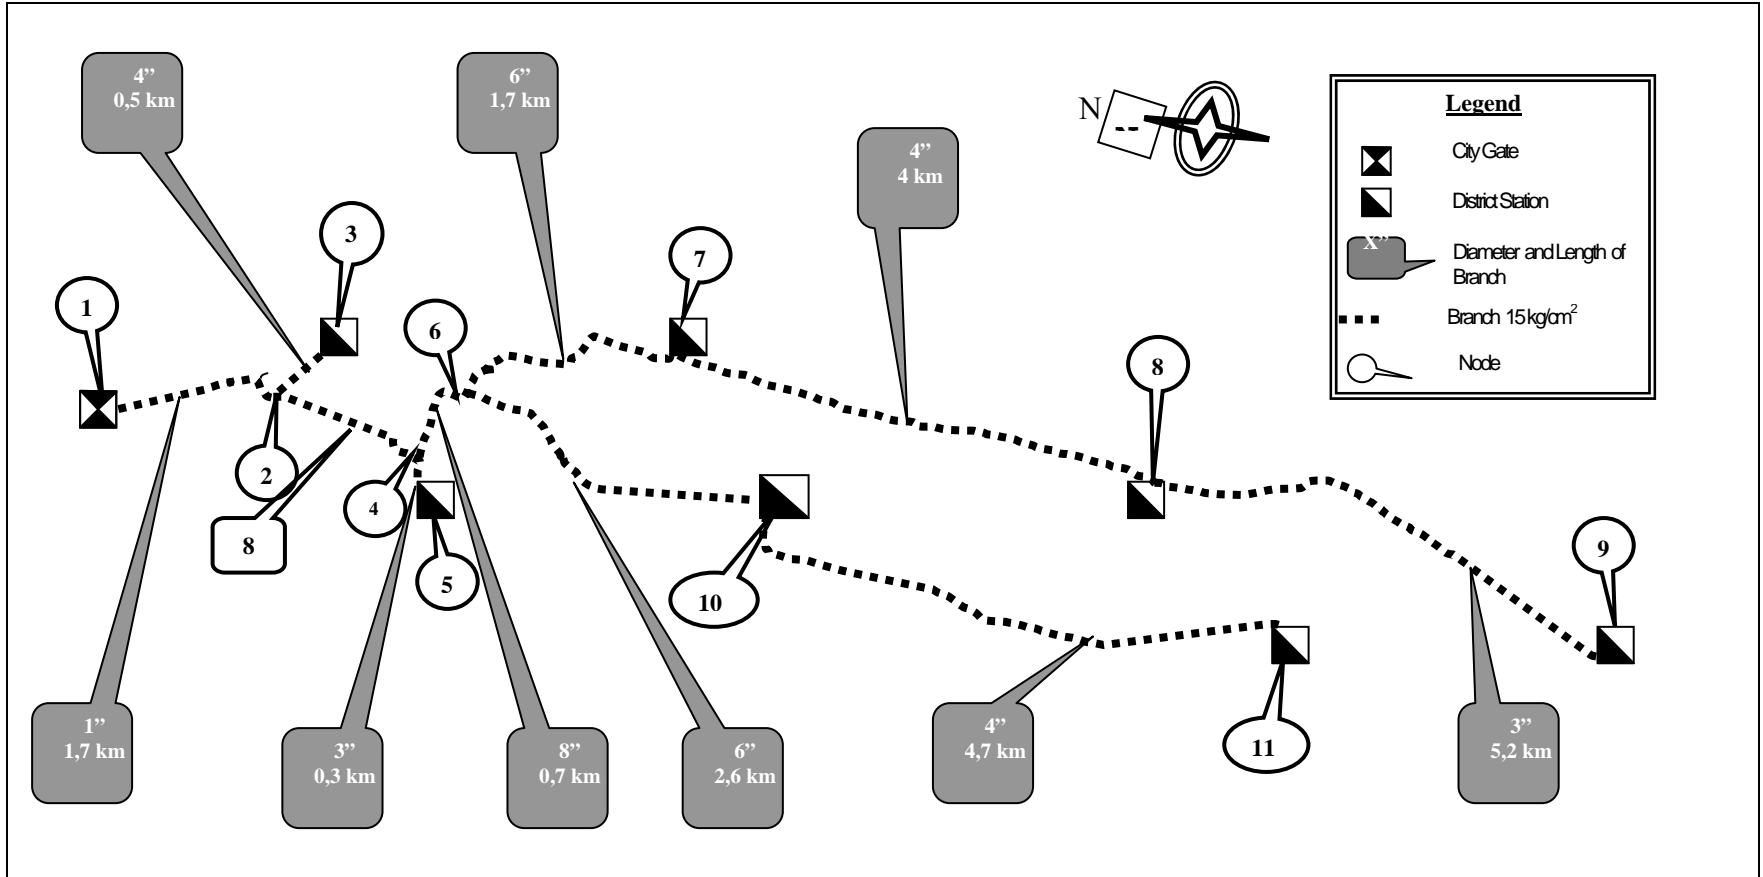 4”
0,5 km
6”
1,7 km
4”
4 km
N
Legend
City Gate
District Station
X”
Diameter and Length of
Branch
Branch 15 kg/cm²
Node
3
7
1
6
8
2
4
8
5
10
9
11
1”
1,7 km
3”
0,3 km
8”
0,7 km
6”
2,6 km
4”
4,7 km
3”
5,2 km